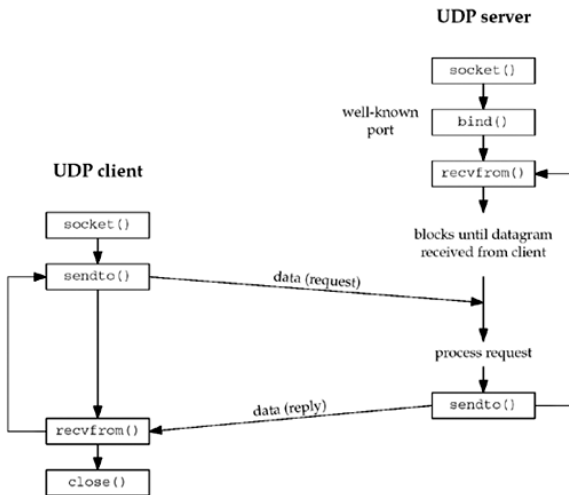 UDP server
socket()
well-known
port
bind()
recvfrom()
UDP client
socket()
blocks until datagram
received from client
sendto()
data (request)
process request
sendto()
data (reply)
recvfrom()
close()